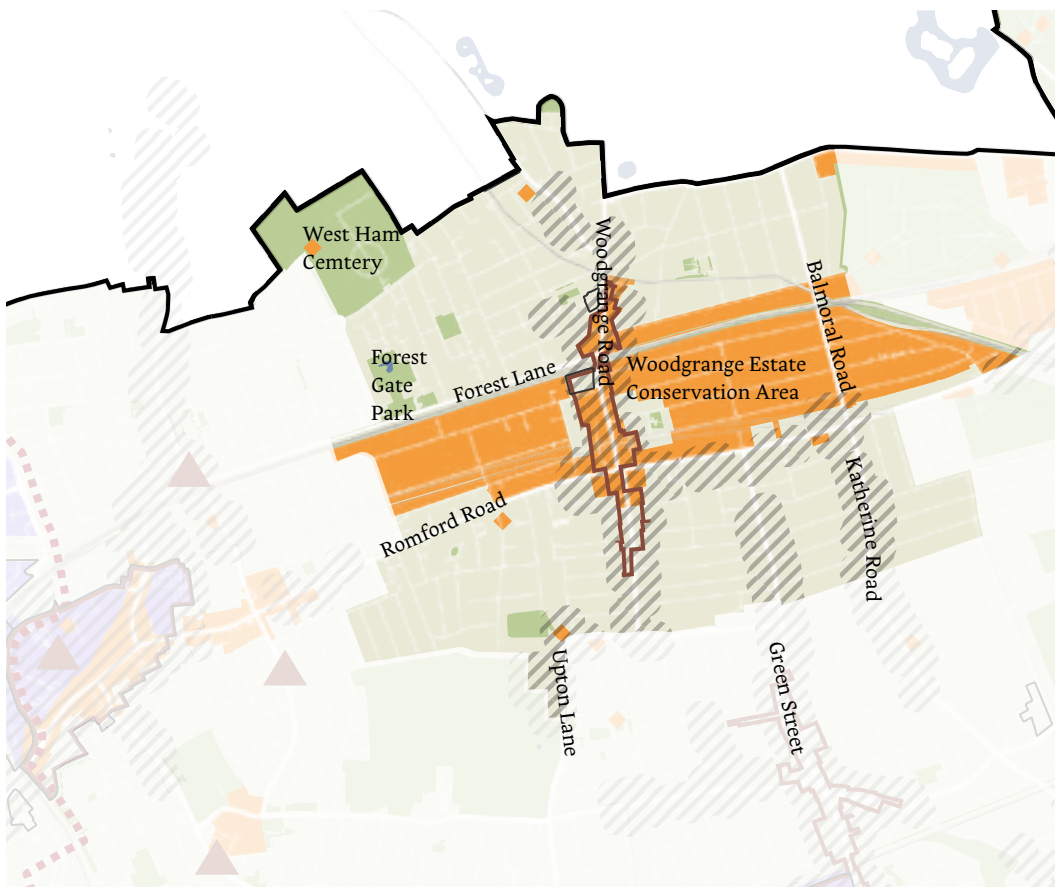 West Ham
Cemtery
Woodgrange Road
Balmoral Road
Forest
Gate
Park
Forest Lane
Woodgrange Estate
Conservation Area
Katherine Road
Romford Road
Upton Lane
Green Street